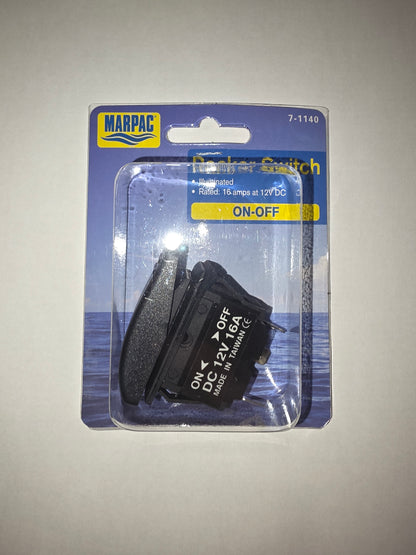 MARPAC
7-1140
Rocker Switch
• Illuminated
• Rated: 16 amps at 12V DC
ON-OFF
ON ◄ ► OFF
DC 12V 16A
MADE IN TAIWAN CE